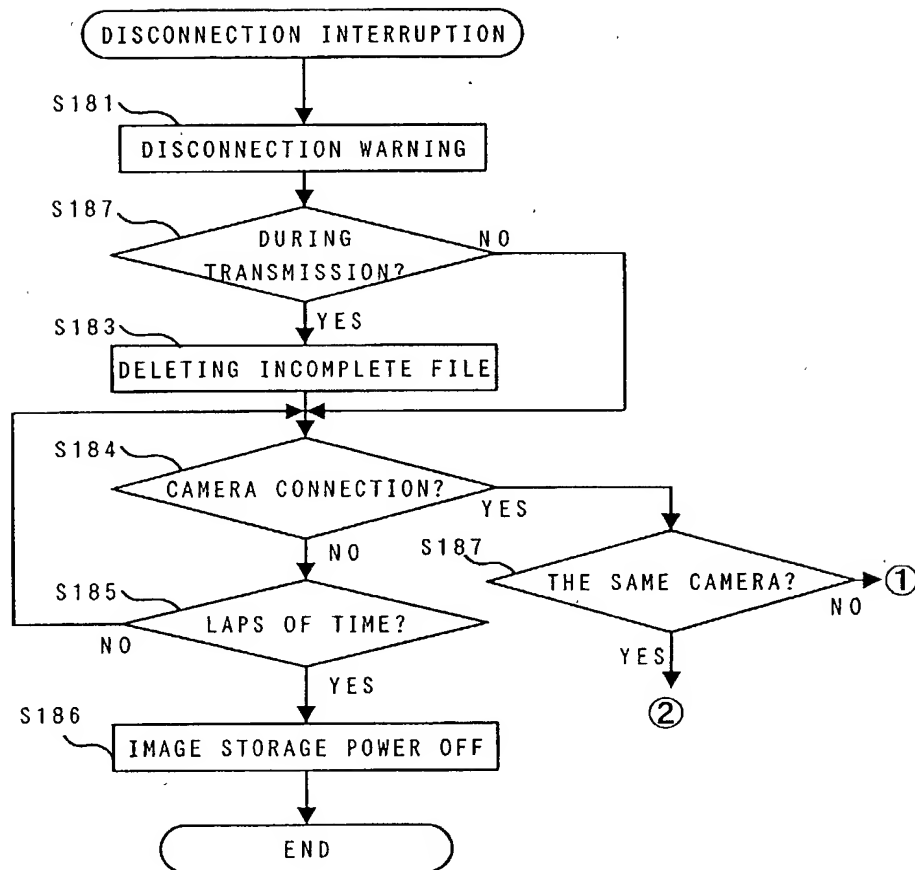 DISCONNECTION INTERRUPTION
S181
DISCONNECTION WARNING
S187
DURING
TRANSMISSION?
NO
YES
S183
DELETING INCOMPLETE FILE
S184
CAMERA CONNECTION?
YES
NO
S187
THE SAME CAMERA?
①
NO
YES
②
S185
LAPS OF TIME?
NO
YES
S186
IMAGE STORAGE POWER OFF
END